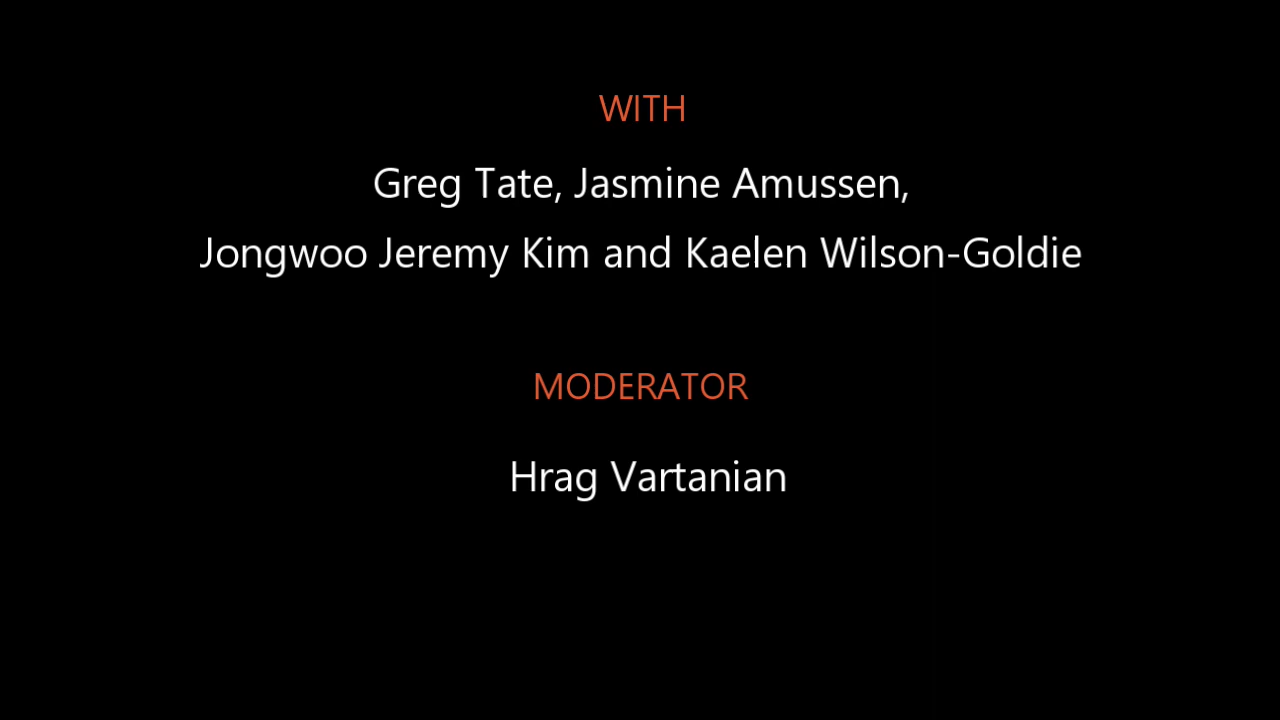 WITH
Greg Tate, Jasmine Amussen,
Jongwoo Jeremy Kim and Kaelen Wilson-Goldie
MODERATOR
Hrag Vartanian